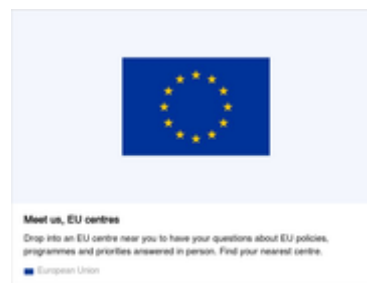 Meet us, EU centres
Drop into an EU centre near you to have your questions about EU policies,
programmes and priorities answered in person. Find your nearest centre.
European Union